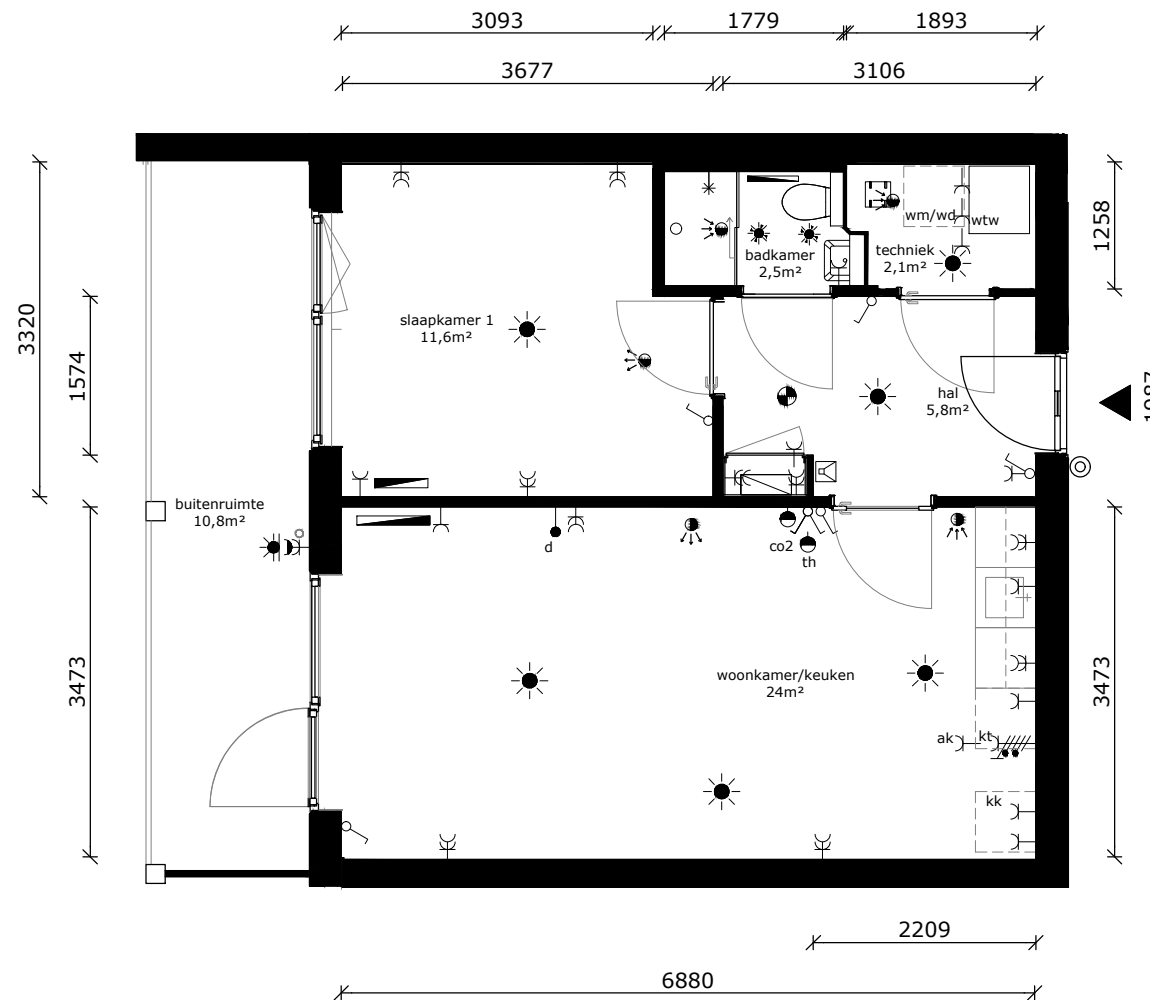 3093
1779
1893
3677
3106
3320
1574
1258
wm/wd
wtw
techniek
2,1m²
badkamer
2,5m²
slaapkamer 1
11,6m²
hal
5,8m²
buitenruimte
10,8m²
d
co2
th
woonkamer/keuken
24m²
ak
kt
kk
3473
3473
2209
6880